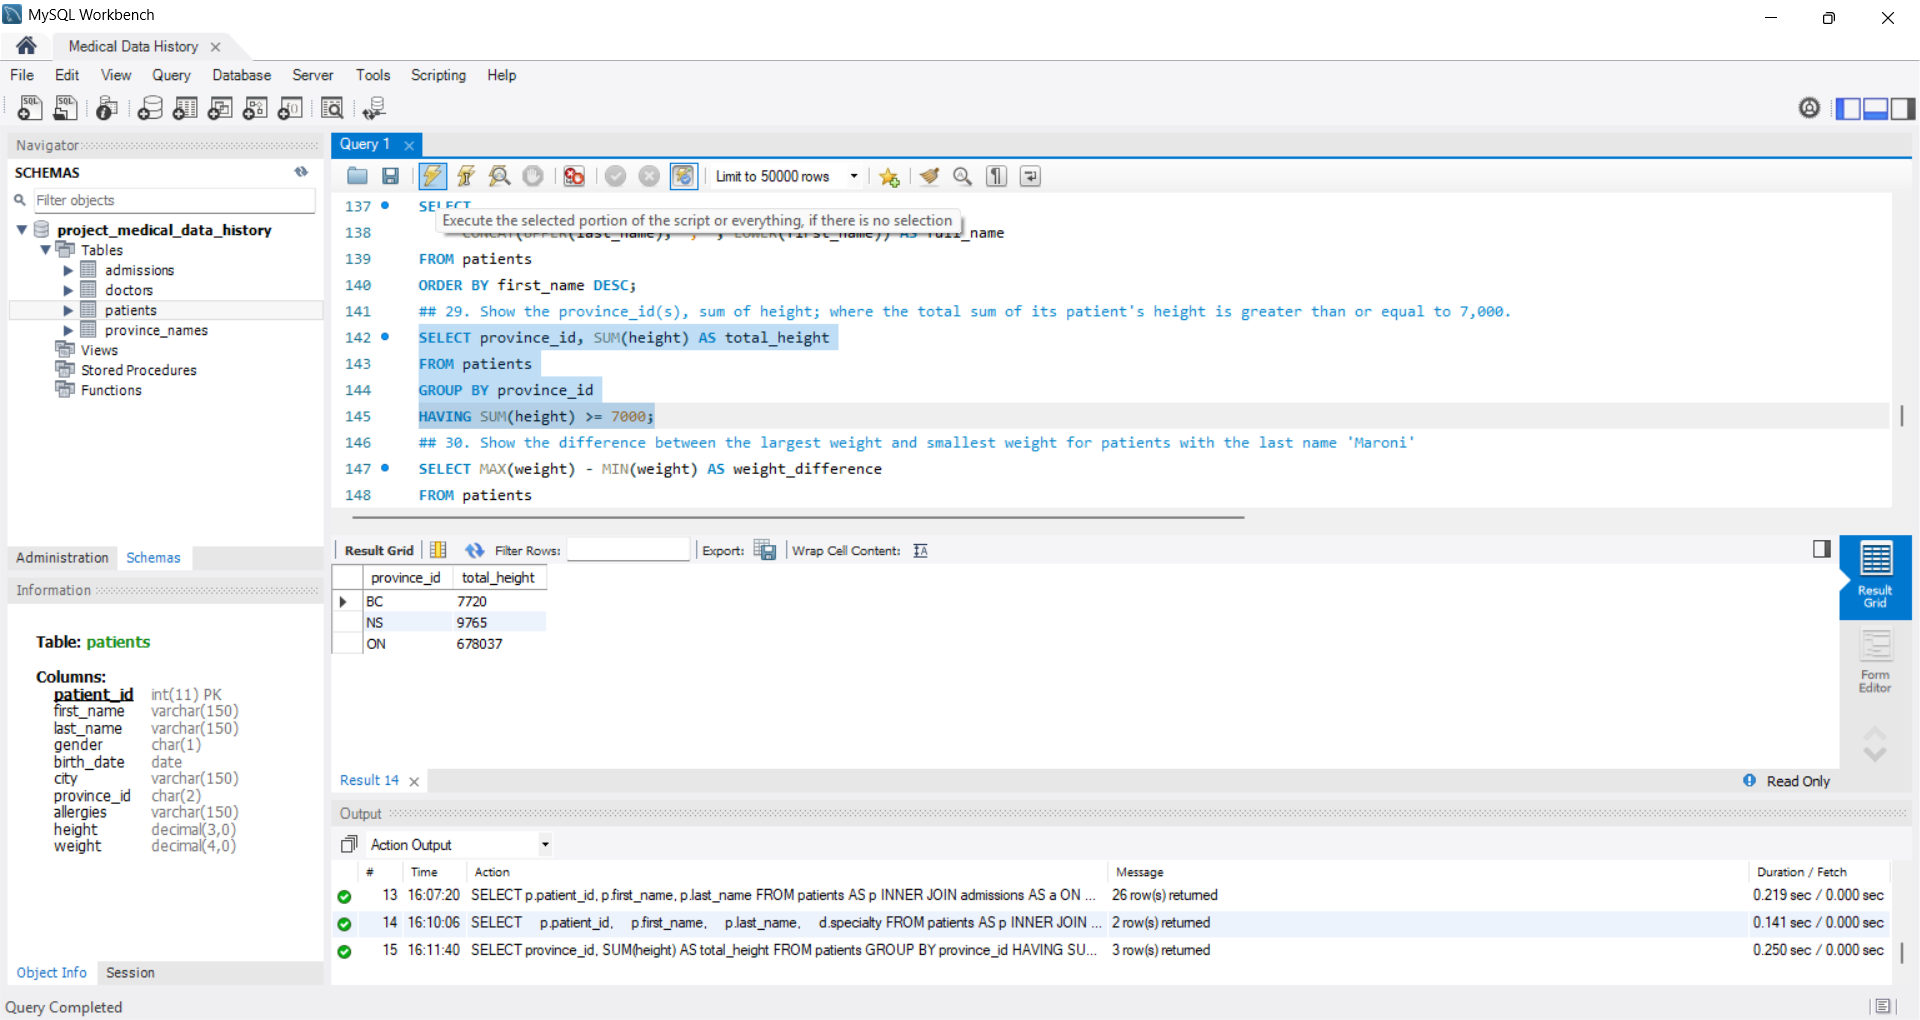 MySQL Workbench
Medical Data History
File Edit View Query Database Server Tools Scripting Help
Navigator
SCHEMAS
Filter objects
project_medical_data_history
Tables
admissions
doctors
patients
province_names
Views
Stored Procedures
Functions
Administration Schemas
Information
Table: patients
Columns:
patient_id int(11) PK
first_name varchar(150)
last_name varchar(150)
gender char(1)
birth_date date
city varchar(150)
province_id char(2)
allergies varchar(150)
height decimal(3,0)
weight decimal(4,0)
Object Info Session
Query Completed
Query 1
Limit to 50000 rows
137 SELECT
Execute the selected portion of the script or everything, if there is no selection
138 CONCAT(UPPER(last_name), ', ', LOWER(first_name)) AS full_name
139 FROM patients
140 ORDER BY first_name DESC;
141 ## 29. Show the province_id(s), sum of height; where the total sum of its patient's height is greater than or equal to 7,000.
142 SELECT province_id, SUM(height) AS total_height
143 FROM patients
144 GROUP BY province_id
145 HAVING SUM(height) >= 7000;
146 ## 30. Show the difference between the largest weight and smallest weight for patients with the last name 'Maroni'
147 SELECT MAX(weight) - MIN(weight) AS weight_difference
148 FROM patients
Result Grid Filter Rows: Export: Wrap Cell Content:
province_id total_height
BC 7720
NS 9765
ON 678037
Result Grid
Form Editor
Result 14
Read Only
Output
Action Output
# Time Action Message Duration / Fetch
13 16:07:20 SELECT p.patient_id, p.first_name, p.last_name FROM patients AS p INNER JOIN admissions AS a ON ... 26 row(s) returned 0.219 sec / 0.000 sec
14 16:10:06 SELECT p.patient_id, p.first_name, p.last_name, d.specialty FROM patients AS p INNER JOIN ... 2 row(s) returned 0.141 sec / 0.000 sec
15 16:11:40 SELECT province_id, SUM(height) AS total_height FROM patients GROUP BY province_id HAVING SU... 3 row(s) returned 0.250 sec / 0.000 sec